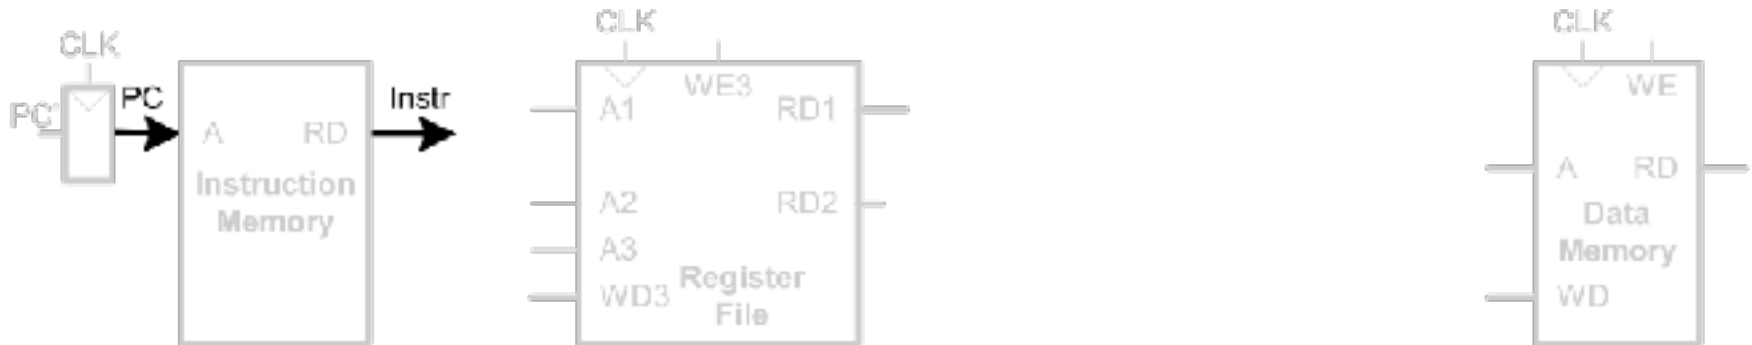 CLK
PC'
PC
A
RD
Instruction
Memory
Instr
CLK
WE3
A1
RD1
A2
RD2
A3
WD3
Register
File
CLK
WE
A
RD
Data
Memory
WD